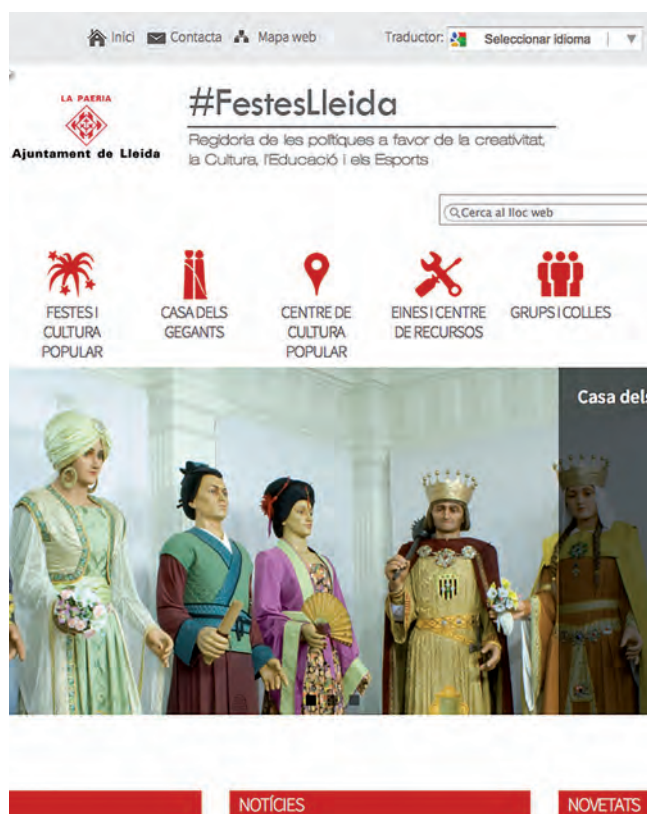 Inici Contacta Mapa web Traductor: Seleccionar idioma
LA PAERIA
Ajuntament de Lleida
#FestesLleida
Regidoria de les polítiques a favor de la creativitat,
la Cultura, l'Educació i els Esports
Cerca al lloc web
FESTES I
CULTURA
POPULAR
CASA DELS
GEGANTS
CENTRE DE
CULTURA
POPULAR
EINES I CENTRE
DE RECURSOS
GRUPS I COLLES
Casa dels
NOTÍCIES
NOVETATS